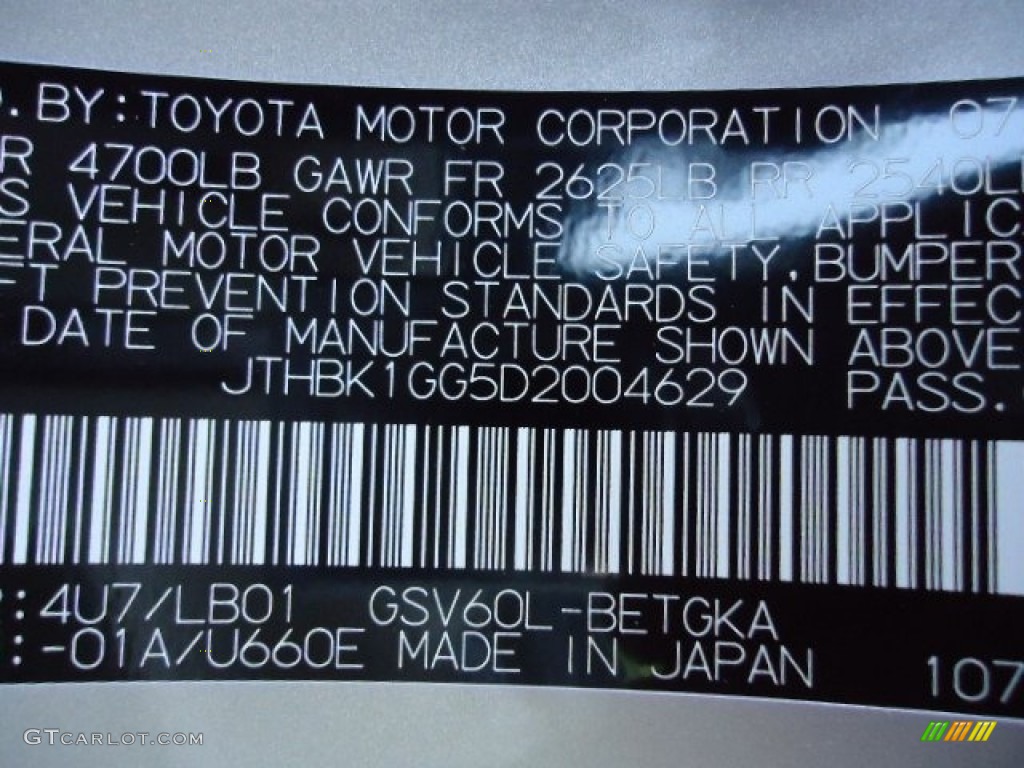 . BY: TOYOTA MOTOR CORPORATION 07
R 4700LB GAWR FR 2625LB RR 2540L
S VEHICLE CONFORMS TO ALL APPLIC
ERAL MOTOR VEHICLE SAFETY, BUMPER
FT PREVENTION STANDARDS IN EFFEC
DATE OF MANUFACTURE SHOWN ABOVE
JTHBK1GG5D2004629 PASS.
: 4U7/LB01 GSV60L-BETGKA
: -01A/U660E MADE IN JAPAN 107
GTCARLOT.COM